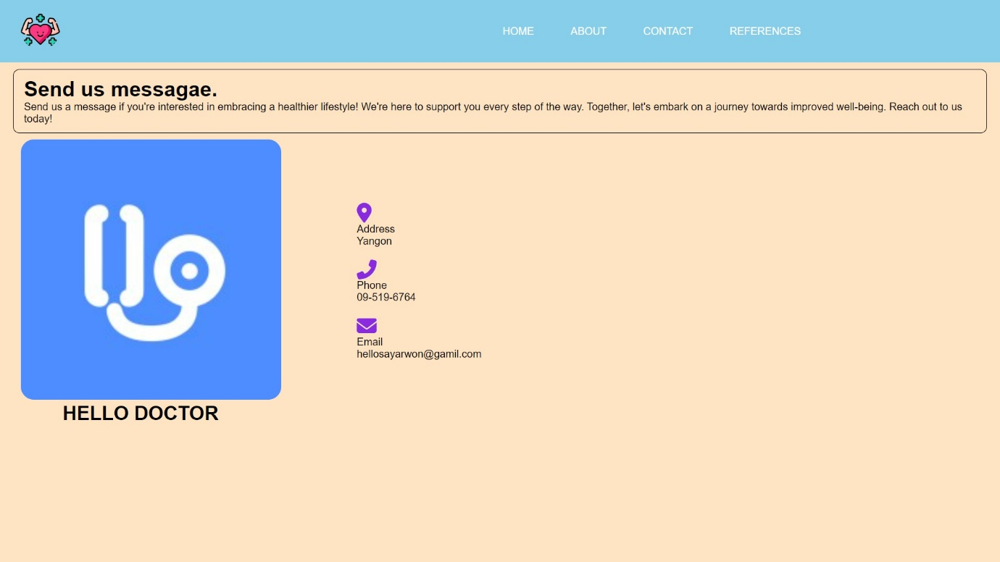 HOME ABOUT CONTACT REFERENCES
Send us messagae.
Send us a message if you're interested in embracing a healthier lifestyle! We're here to support you every step of the way. Together, let's embark on a journey towards improved well-being. Reach out to us
today!
Address
Yangon
Phone
09-519-6764
Email
hellosayarwon@gamil.com
HELLO DOCTOR